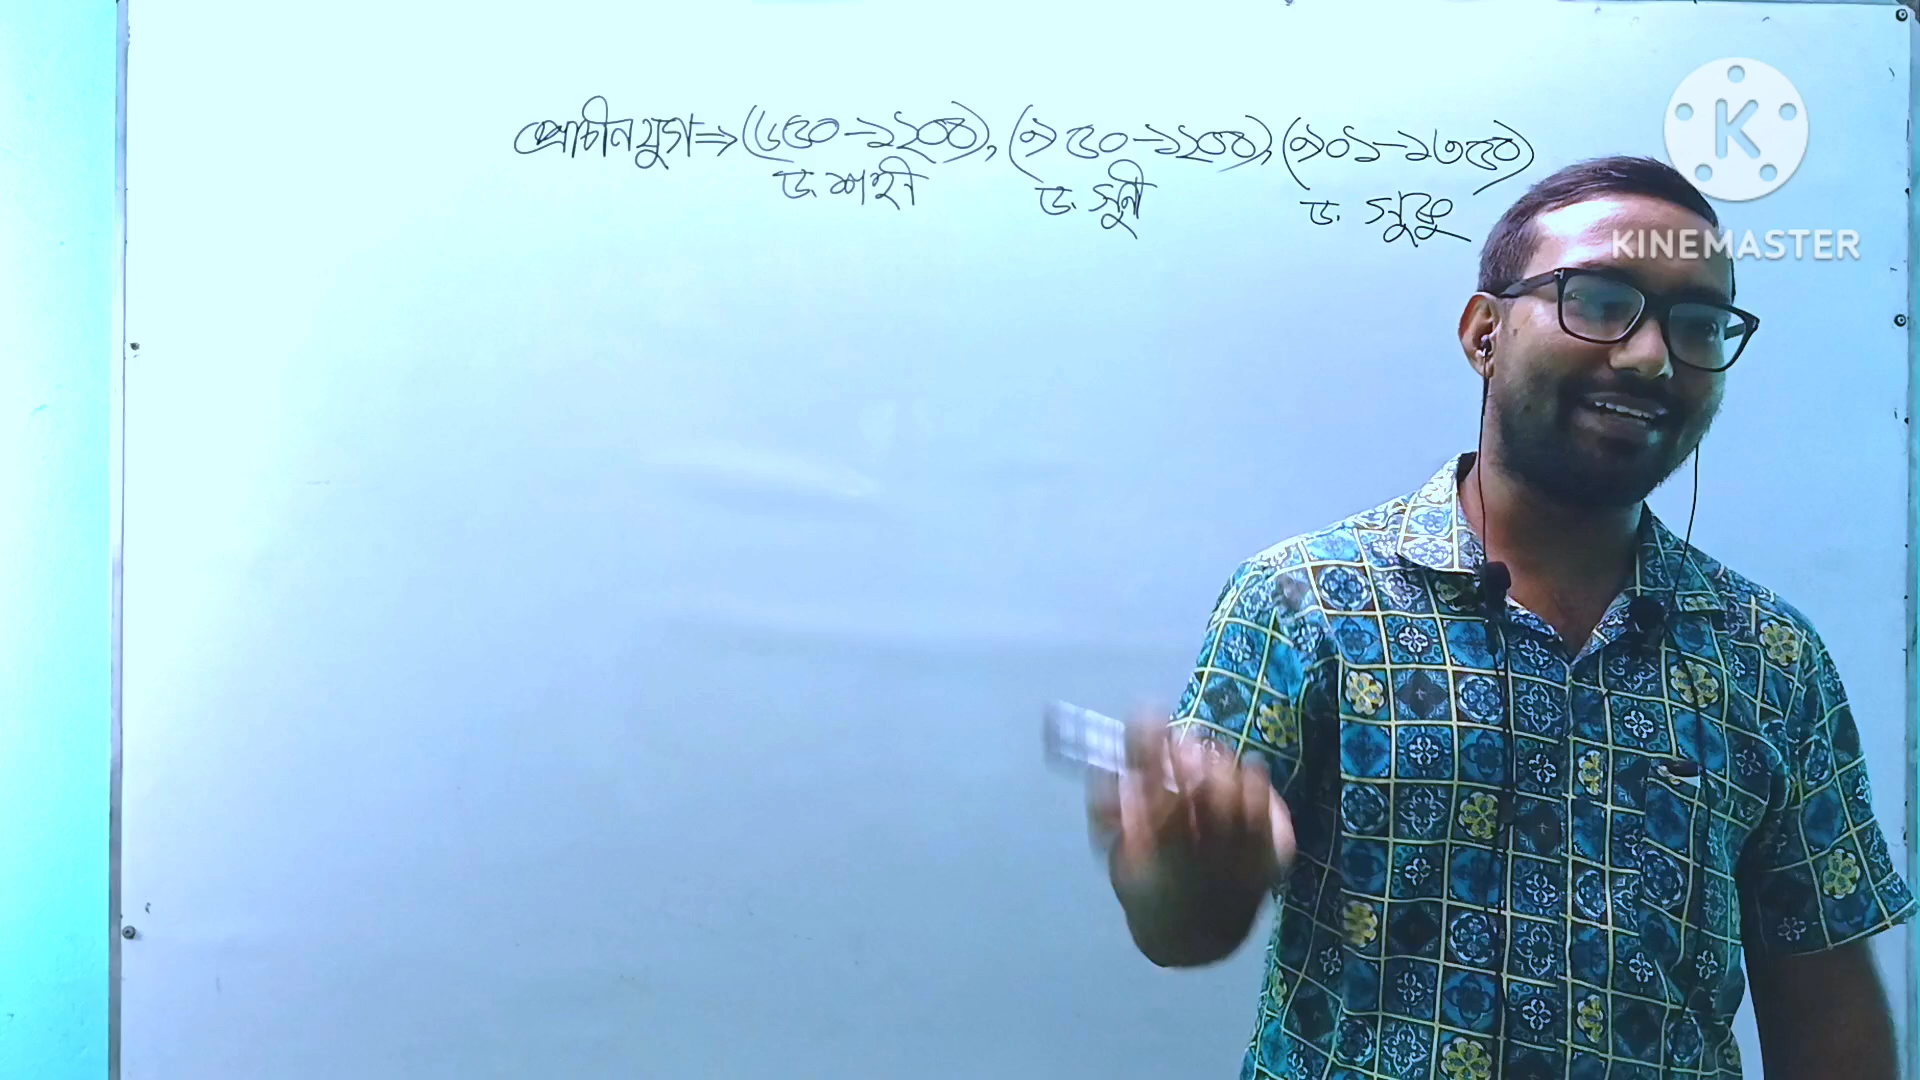 প্রাচীন যুগ ⇒ (৬৫০-১২০০), (৯৫০-১২০০), (৯০১-১৩৫০)
ড. শহী ড. সুনী ড. সুকু
K
KINEMASTER